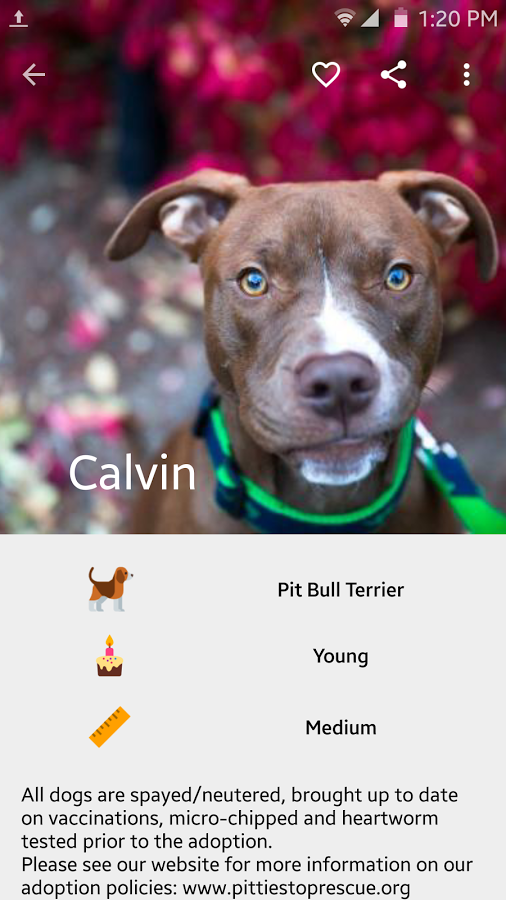 1:20 PM
Calvin
Pit Bull Terrier
Young
Medium
All dogs are spayed/neutered, brought up to date
on vaccinations, micro-chipped and heartworm
tested prior to the adoption.
Please see our website for more information on our
adoption policies: www.pittiestoprescue.org